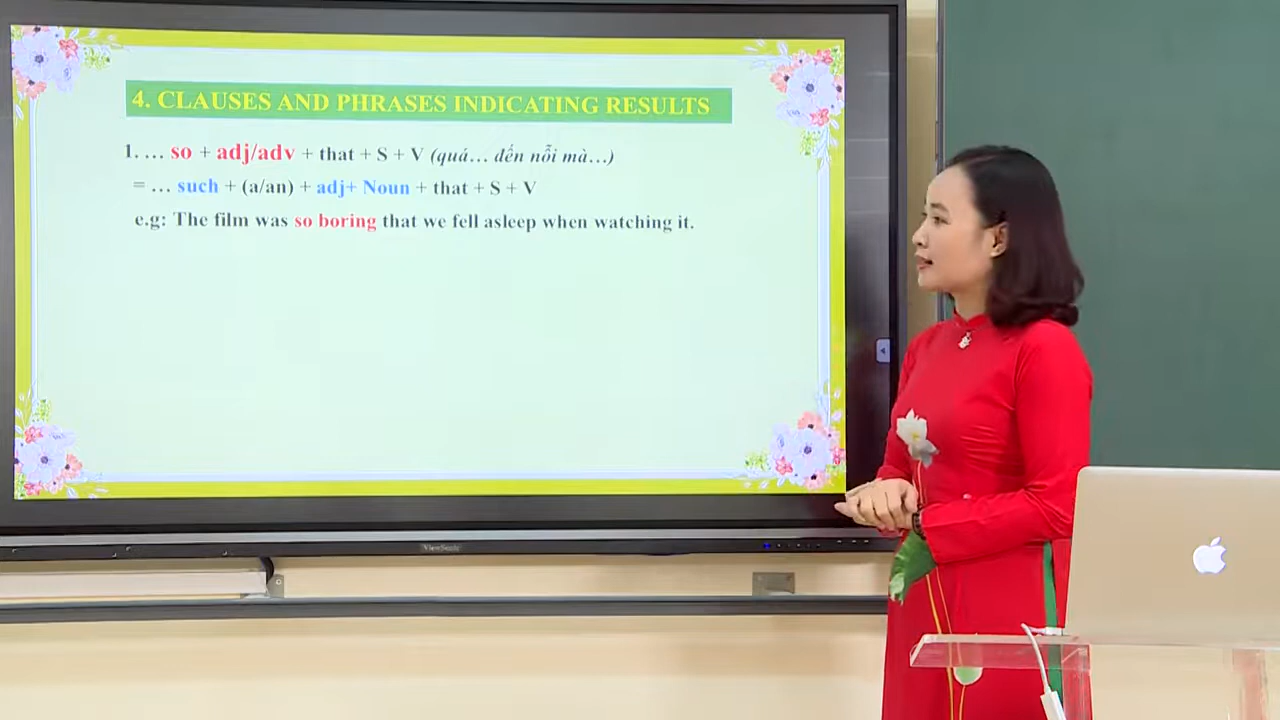 4. CLAUSES AND PHRASES INDICATING RESULTS
1. ... so + adj/adv + that + S + V (quá... đến nỗi mà...)
= ... such + (a/an) + adj+ Noun + that + S + V
e.g: The film was so boring that we fell asleep when watching it.
ViewSonic